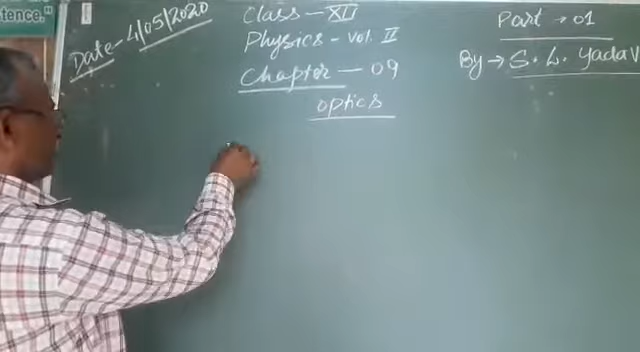 tence."
Date - 4/05/2020
Class - XII
Physics - Vol. II
Chapter - 09
optics
Part → 01
By → S. L. Yadav